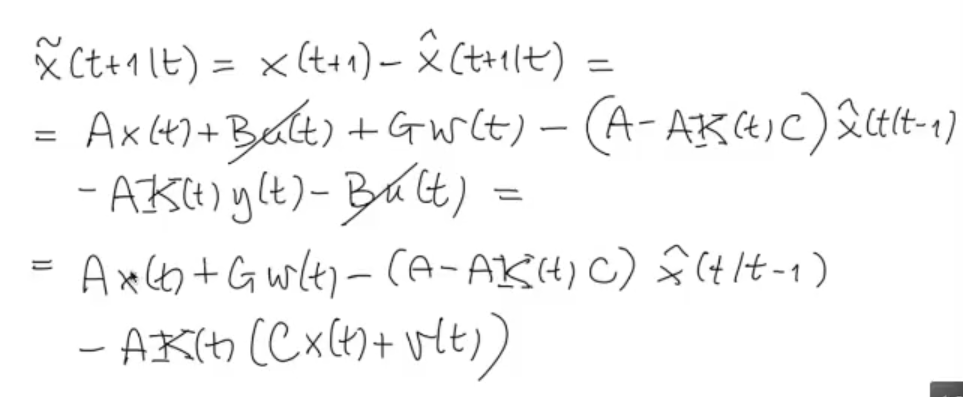 x̃(t+1|t) = x(t+1) - x̂(t+1|t) =
= Ax(t) + Bu(t) + Gw(t) - (A - AK(t)C) x̂(t|t-1)
- AK(t) y(t) - Bu(t) =
= Ax(t) + Gw(t) - (A - AK(t)C) x̂(t|t-1)
- AK(t) (Cx(t) + v(t))